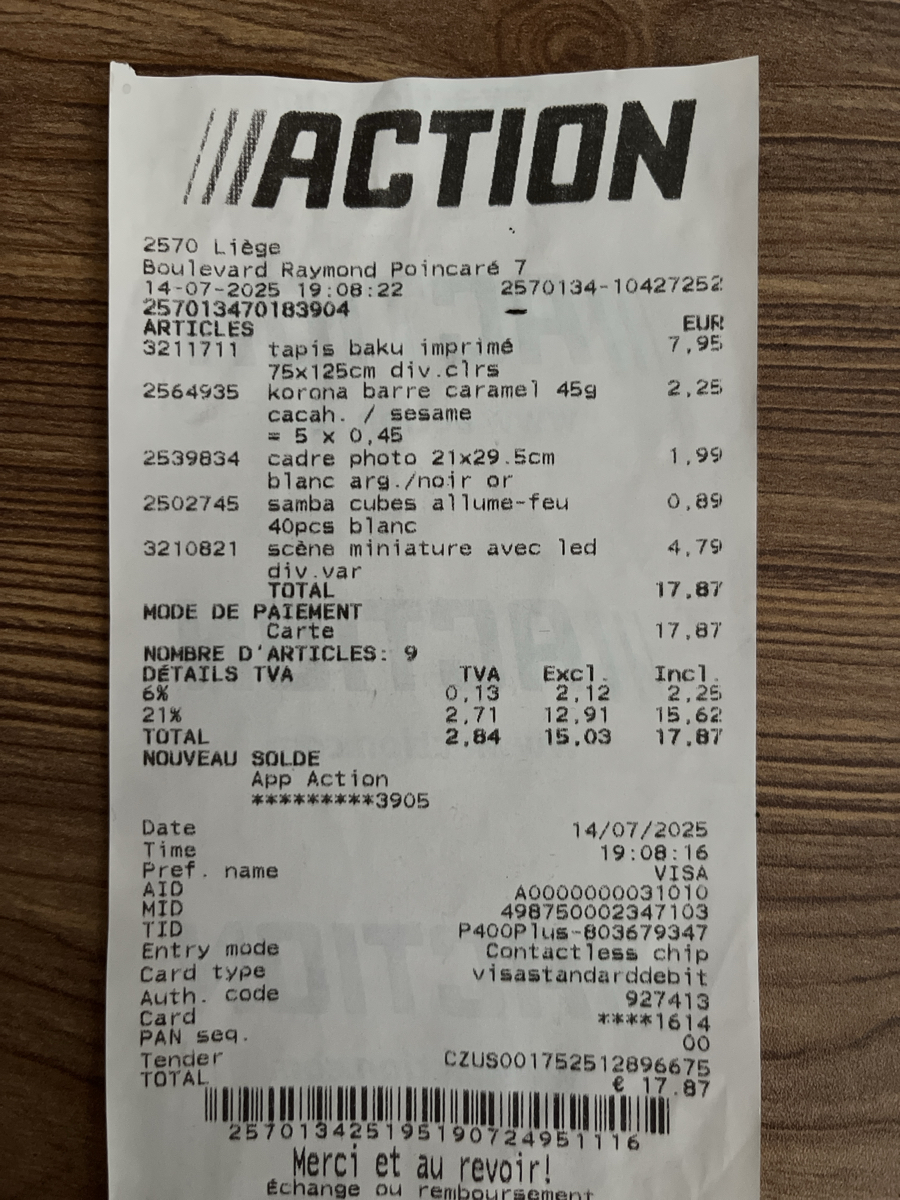 ACTION
2570 Liège
Boulevard Raymond Poincaré 7
14-07-2025 19:08:22 2570134-10427252
257013470183904
ARTICLES EUR
3211711 tapis baku imprimé 7,95
75x125cm div.clrs
2564935 korona barre caramel 45g 2,25
cacah. / sesame
= 5 x 0,45
2539834 cadre photo 21x29.5cm 1,99
blanc arg./noir or
2502745 samba cubes allume-feu 0,89
40pcs blanc
3210821 scène miniature avec led 4,79
div.var
TOTAL 17,87
MODE DE PAIEMENT
Carte 17,87
NOMBRE D'ARTICLES: 9
DÉTAILS TVA TVA Excl. Incl.
6% 0,13 2,12 2,25
21% 2,71 12,91 15,62
TOTAL 2,84 15,03 17,87
NOUVEAU SOLDE
App Action
*********3905
Date 14/07/2025
Time 19:08:16
Pref. name VISA
AID A0000000031010
MID 498750002347103
TID P400Plus-803679347
Entry mode Contactless chip
Card type visastandarddebit
Auth. code 927413
Card ****1614
PAN seq. 00
Tender CZUS001752512896675
TOTAL € 17.87
257013425195190724951116
Merci et au revoir!
Échange ou remboursement